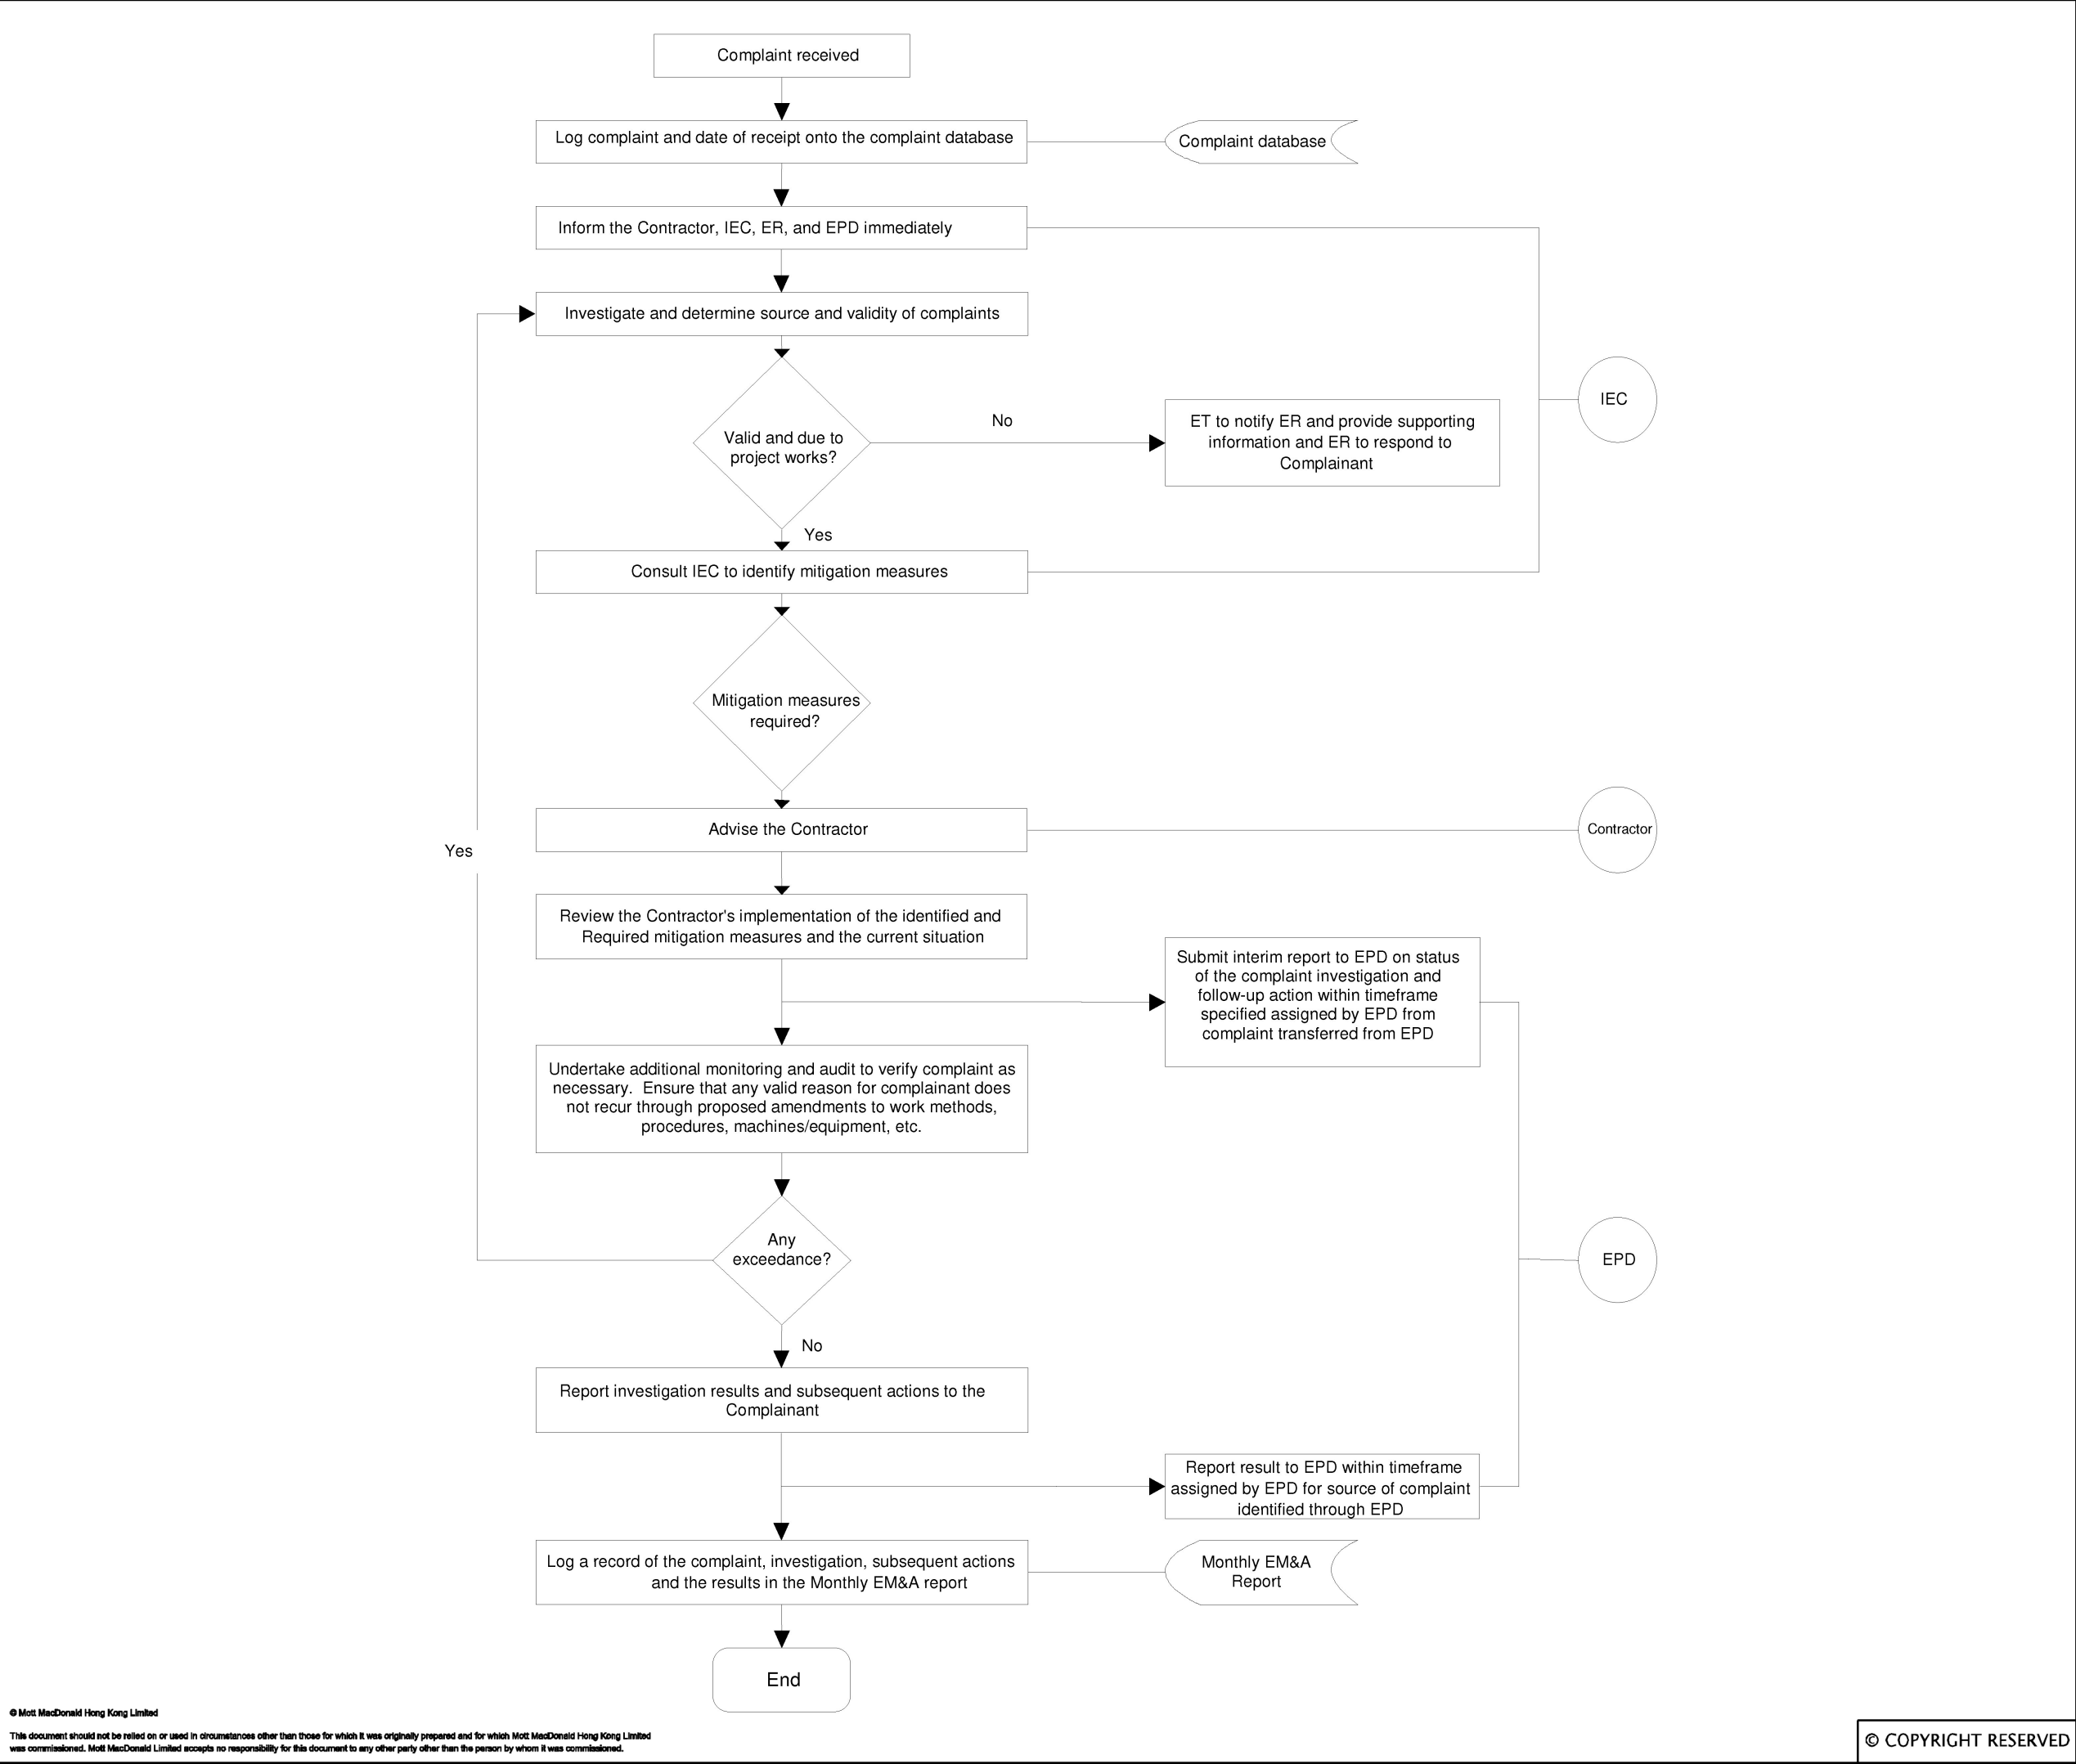 Complaint received
Log complaint and date of receipt onto the complaint database
Complaint database
Inform the Contractor, IEC, ER, and EPD immediately
Investigate and determine source and validity of complaints
IEC
No
ET to notify ER and provide supporting
information and ER to respond to
Complainant
Valid and due to
project works?
Yes
Consult IEC to identify mitigation measures
Mitigation measures
required?
Advise the Contractor
Contractor
Yes
Review the Contractor's implementation of the identified and
Required mitigation measures and the current situation
Submit interim report to EPD on status
of the complaint investigation and
follow-up action within timeframe
specified assigned by EPD from
complaint transferred from EPD
Undertake additional monitoring and audit to verify complaint as
necessary.  Ensure that any valid reason for complainant does
not recur through proposed amendments to work methods,
procedures, machines/equipment, etc.
Any
exceedance?
EPD
No
Report investigation results and subsequent actions to the
Complainant
Report result to EPD within timeframe
assigned by EPD for source of complaint
identified through EPD
Log a record of the complaint, investigation, subsequent actions
and the results in the Monthly EM&A report
Monthly EM&A
Report
End
© Mott MacDonald Hong Kong Limited
This document should not be relied on or used in circumstances other than those for which it was originally prepared and for which Mott MacDonald Hong Kong Limited
was commissioned. Mott MacDonald Limited accepts no responsibility for this document to any other party other than the person by whom it was commissioned.
© COPYRIGHT RESERVED